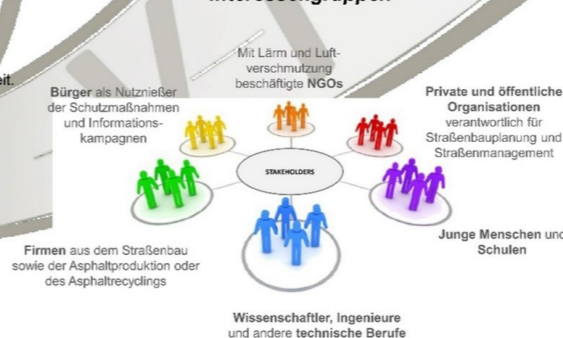 Interessengruppen
eit.
Mit Lärm und Luft-
verschmutzung
beschäftigte NGOs
Bürger als Nutznießer
der Schutzmaßnahmen
und Informations-
kampagnen
Private und öffentliche
Organisationen
verantwortlich für
Straßenbauplanung und
Straßenmanagement
STAKEHOLDERS
Firmen aus dem Straßenbau
sowie der Asphaltproduktion oder
des Asphaltrecyclings
Junge Menschen und
Schulen
Wissenschaftler, Ingenieure
und andere technische Berufe